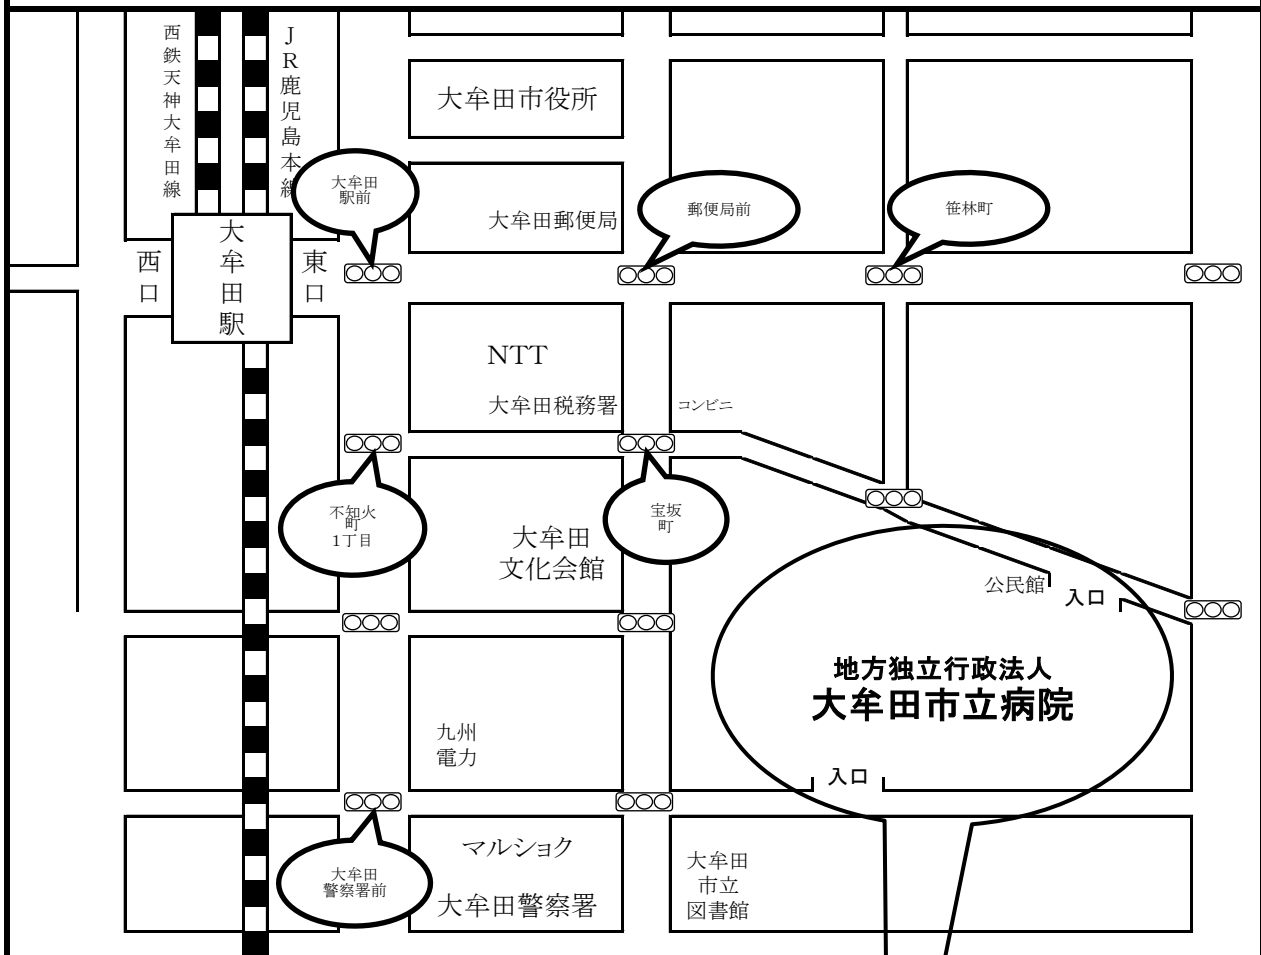 西鉄天神大牟田線
JR鹿児島本線
大牟田市役所
大牟田
駅前
大牟田郵便局
郵便局前
笹林町
西口
大牟田駅
東口
NTT
大牟田税務署
コンビニ
不知火
町
1丁目
大牟田
文化会館
宝坂
町
公民館
入口
地方独立行政法人
大牟田市立病院
九州
電力
入口
マルショク
大牟田
警察署前
大牟田警察署
大牟田
市立
図書館